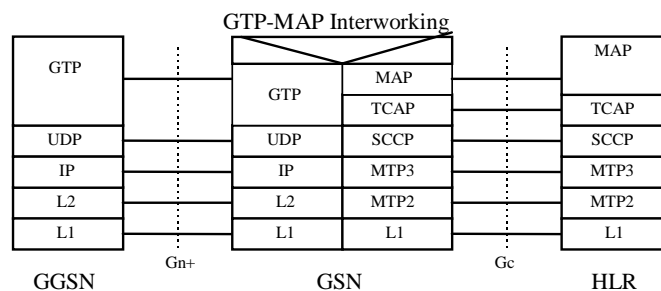 GTP-MAP Interworking
GTP MAP MAP
GTP
TCAP TCAP
UDP UDP SCCP SCCP
IP IP MTP3 MTP3
L2 L2 MTP2 MTP2
L1 L1 L1 L1
Gn+ Gc
GGSN GSN HLR